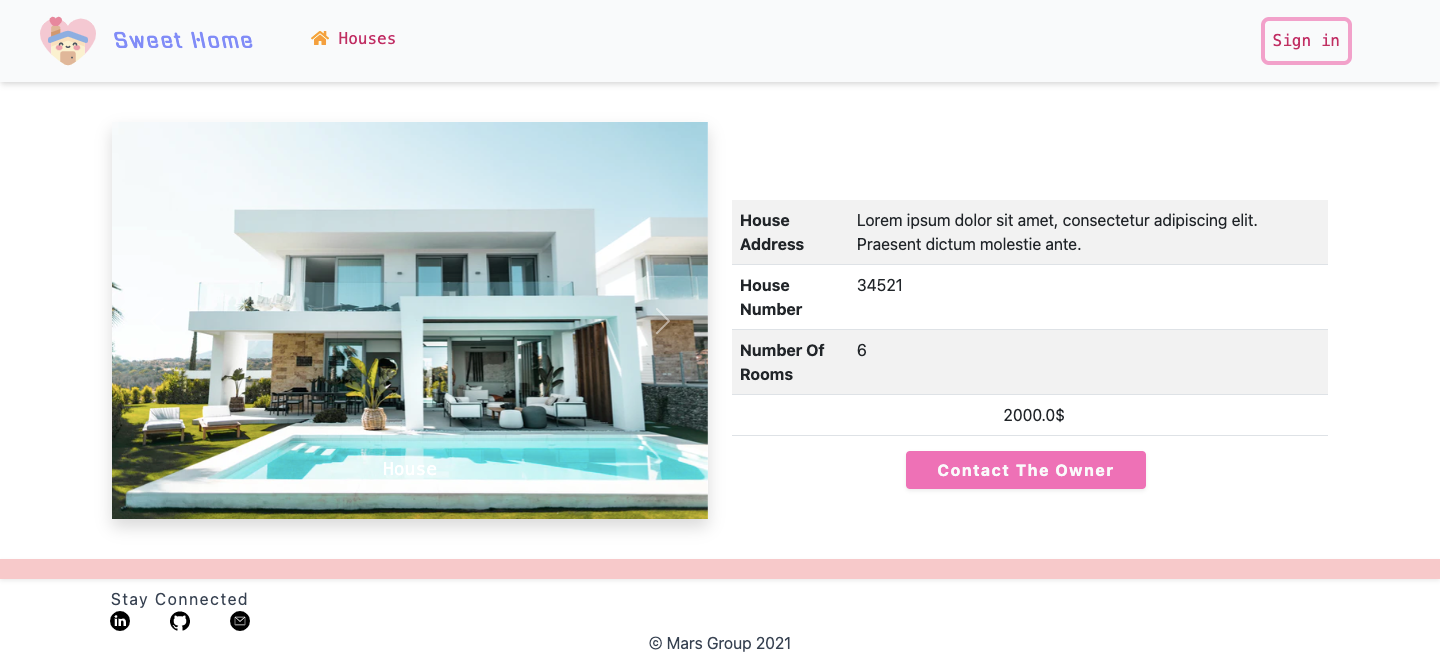 Sweet Home
Houses
Sign in
House
House Address
Lorem ipsum dolor sit amet, consectetur adipiscing elit.
Praesent dictum molestie ante.
House Number
34521
Number Of Rooms
6
2000.0$
Contact The Owner
Stay Connected
in
© Mars Group 2021